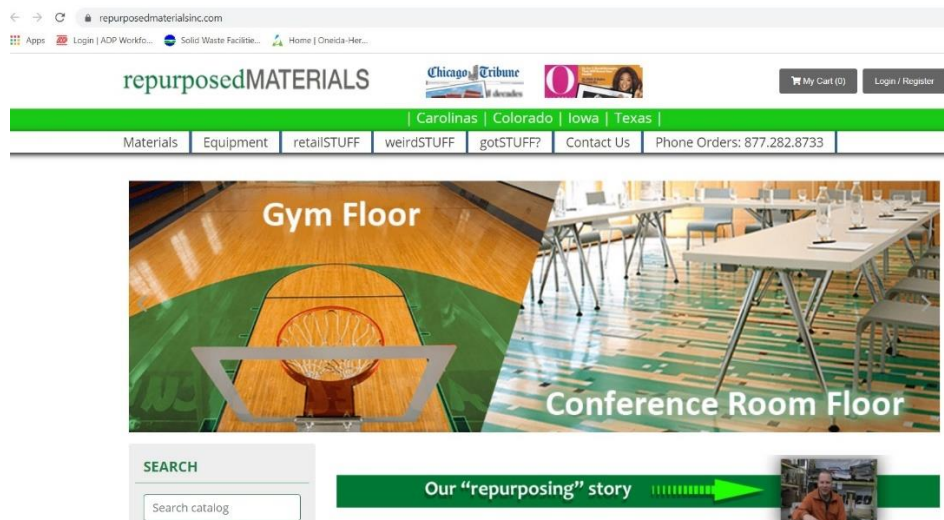 repurposedmaterialsinc.com
Apps Login | ADP Workfo... Solid Waste Facilitie... Home | Oneida-Her...
repurposedMATERIALS Chicago Tribune O My Cart (0) Login / Register
decades
| Carolinas | Colorado | Iowa | Texas |
Materials Equipment retailSTUFF weirdSTUFF gotSTUFF? Contact Us Phone Orders: 877.282.8733
Gym Floor
Conference Room Floor
SEARCH
Our “repurposing” story
Search catalog